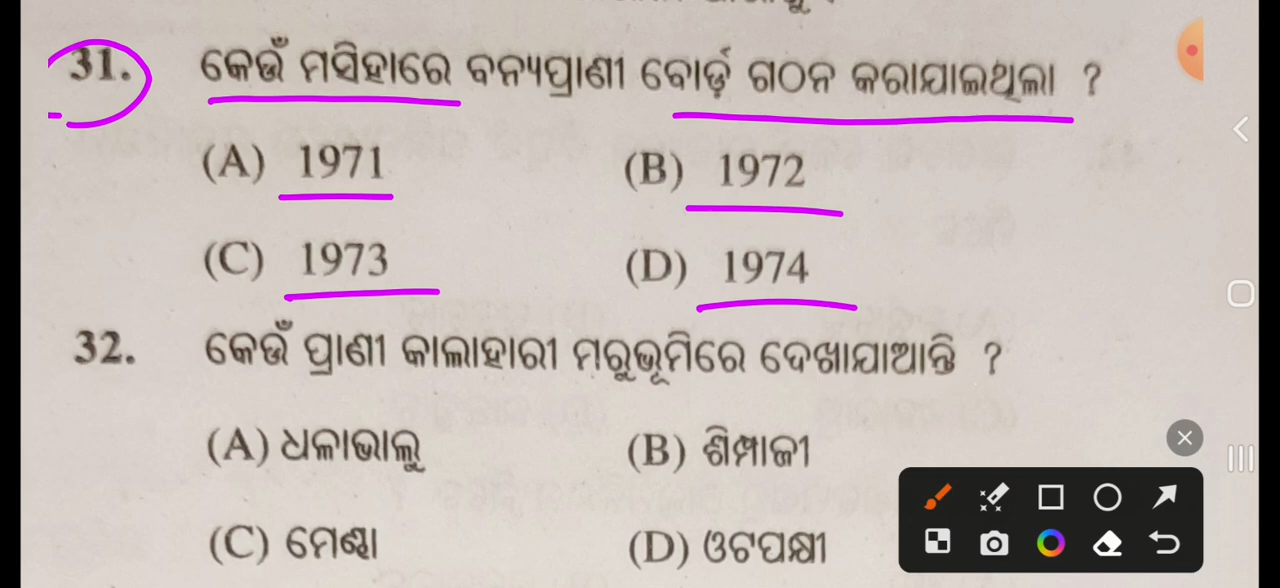 31. କେଉଁ ମସିହାରେ ବନ୍ୟପ୍ରାଣୀ ବୋର୍ଡ଼ ଗଠନ କରାଯାଇଥିଲା ?
(A) 1971 (B) 1972
(C) 1973 (D) 1974
32. କେଉଁ ପ୍ରାଣୀ କାଲାହାରୀ ମରୁଭୂମିରେ ଦେଖାଯାଆନ୍ତି ?
(A) ଧଳାଭାଲୁ (B) ଶିମ୍ପାଜୀ
(C) ମେଣ୍ଢା (D) ଓଟପକ୍ଷୀ